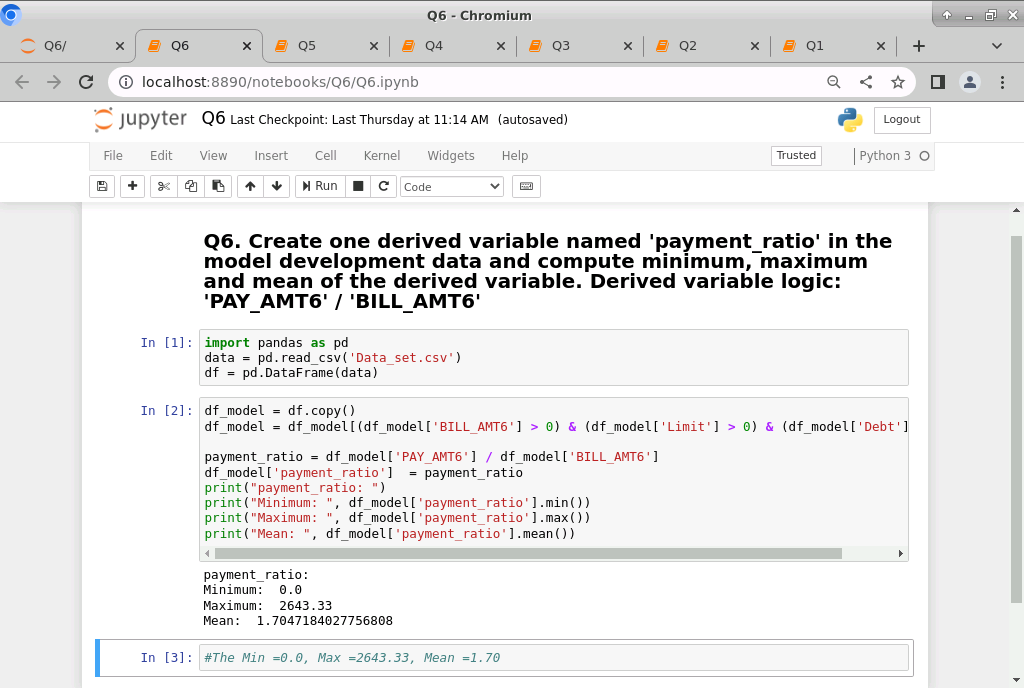 Q6 - Chromium
Q6/ Q6 Q5 Q4 Q3 Q2 Q1
localhost:8890/notebooks/Q6/Q6.ipynb
jupyter Q6 Last Checkpoint: Last Thursday at 11:14 AM (autosaved) Logout
File Edit View Insert Cell Kernel Widgets Help Trusted Python 3
Run Code
Q6. Create one derived variable named 'payment_ratio' in the
model development data and compute minimum, maximum
and mean of the derived variable. Derived variable logic:
'PAY_AMT6' / 'BILL_AMT6'
In [1]: import pandas as pd
data = pd.read_csv('Data_set.csv')
df = pd.DataFrame(data)
In [2]: df_model = df.copy()
df_model = df_model[(df_model['BILL_AMT6'] > 0) & (df_model['Limit'] > 0) & (df_model['Debt']
payment_ratio = df_model['PAY_AMT6'] / df_model['BILL_AMT6']
df_model['payment_ratio']  = payment_ratio
print("payment_ratio: ")
print("Minimum: ", df_model['payment_ratio'].min())
print("Maximum: ", df_model['payment_ratio'].max())
print("Mean: ", df_model['payment_ratio'].mean())
payment_ratio:
Minimum:  0.0
Maximum:  2643.33
Mean:  1.7047184027756808
In [3]: #The Min =0.0, Max =2643.33, Mean =1.70